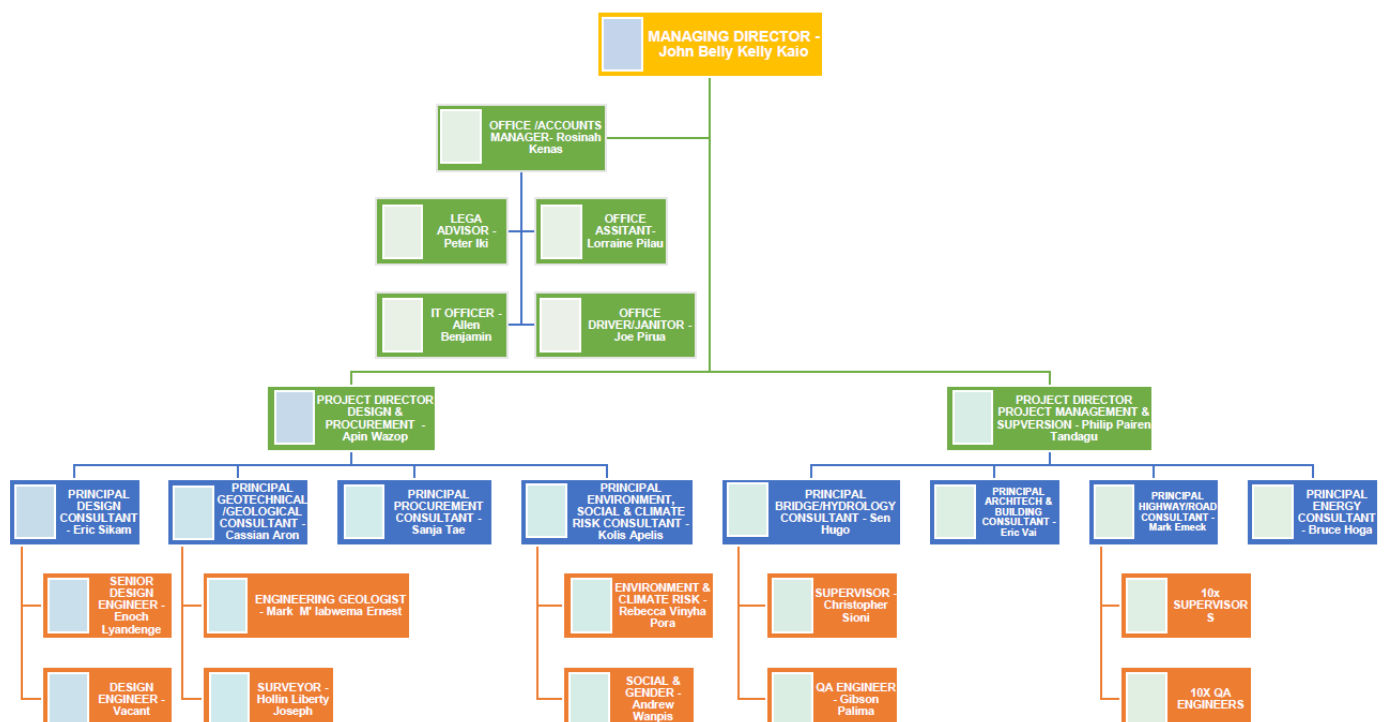 MANAGING DIRECTOR -
John Belly Kelly Kaio
OFFICE /ACCOUNTS
MANAGER- Rosinah
Kenas
LEGA
ADVISOR -
Peter Iki
OFFICE
ASSITANT-
Lorraine Pilau
IT OFFICER -
Allen
Benjamin
OFFICE
DRIVER/JANITOR -
Joe Pirua
PROJECT DIRECTOR
DESIGN &
PROCUREMENT -
Apin Wazop
PROJECT DIRECTOR
PROJECT MANAGEMENT &
SUPVERSION - Philip Pairen
Tandagu
PRINCIPAL
DESIGN
CONSULTANT -
Eric Sikam
PRINCIPAL
GEOTECHNICAL
/GEOLOGICAL
CONSULTANT -
Cassian Aron
PRINCIPAL
PROCUREMENT
CONSULTANT -
Sanja Tae
PRINCIPAL
ENVIRONMENT,
SOCIAL & CLIMATE
RISK CONSULTANT -
Kolis Apelis
PRINCIPAL
BRIDGE/HYDROLOGY
CONSULTANT - Sen
Hugo
PRINCIPAL
ARCHITECH &
BUILDING
CONSULTANT -
Eric Vai
PRINCIPAL
HIGHWAY/ROAD
CONSULTANT -
Mark Emeck
PRINCIPAL
ENERGY
CONSULTANT
- Bruce Hoga
SENIOR
DESIGN
ENGINEER -
Enoch
Lyandenge
ENGINEERING GEOLOGIST
- Mark M' Iabwema Ernest
ENVIRONMENT &
CLIMATE RISK -
Rebecca Vinyha
Pora
SUPERVISOR -
Christopher
Sioni
10x
SUPERVISOR
S
DESIGN
ENGINEER -
Vacant
SURVEYOR -
Hollin Liberty
Joseph
SOCIAL &
GENDER -
Andrew
Wanpis
QA ENGINEER
- Gibson
Palima
10X QA
ENGINEERS